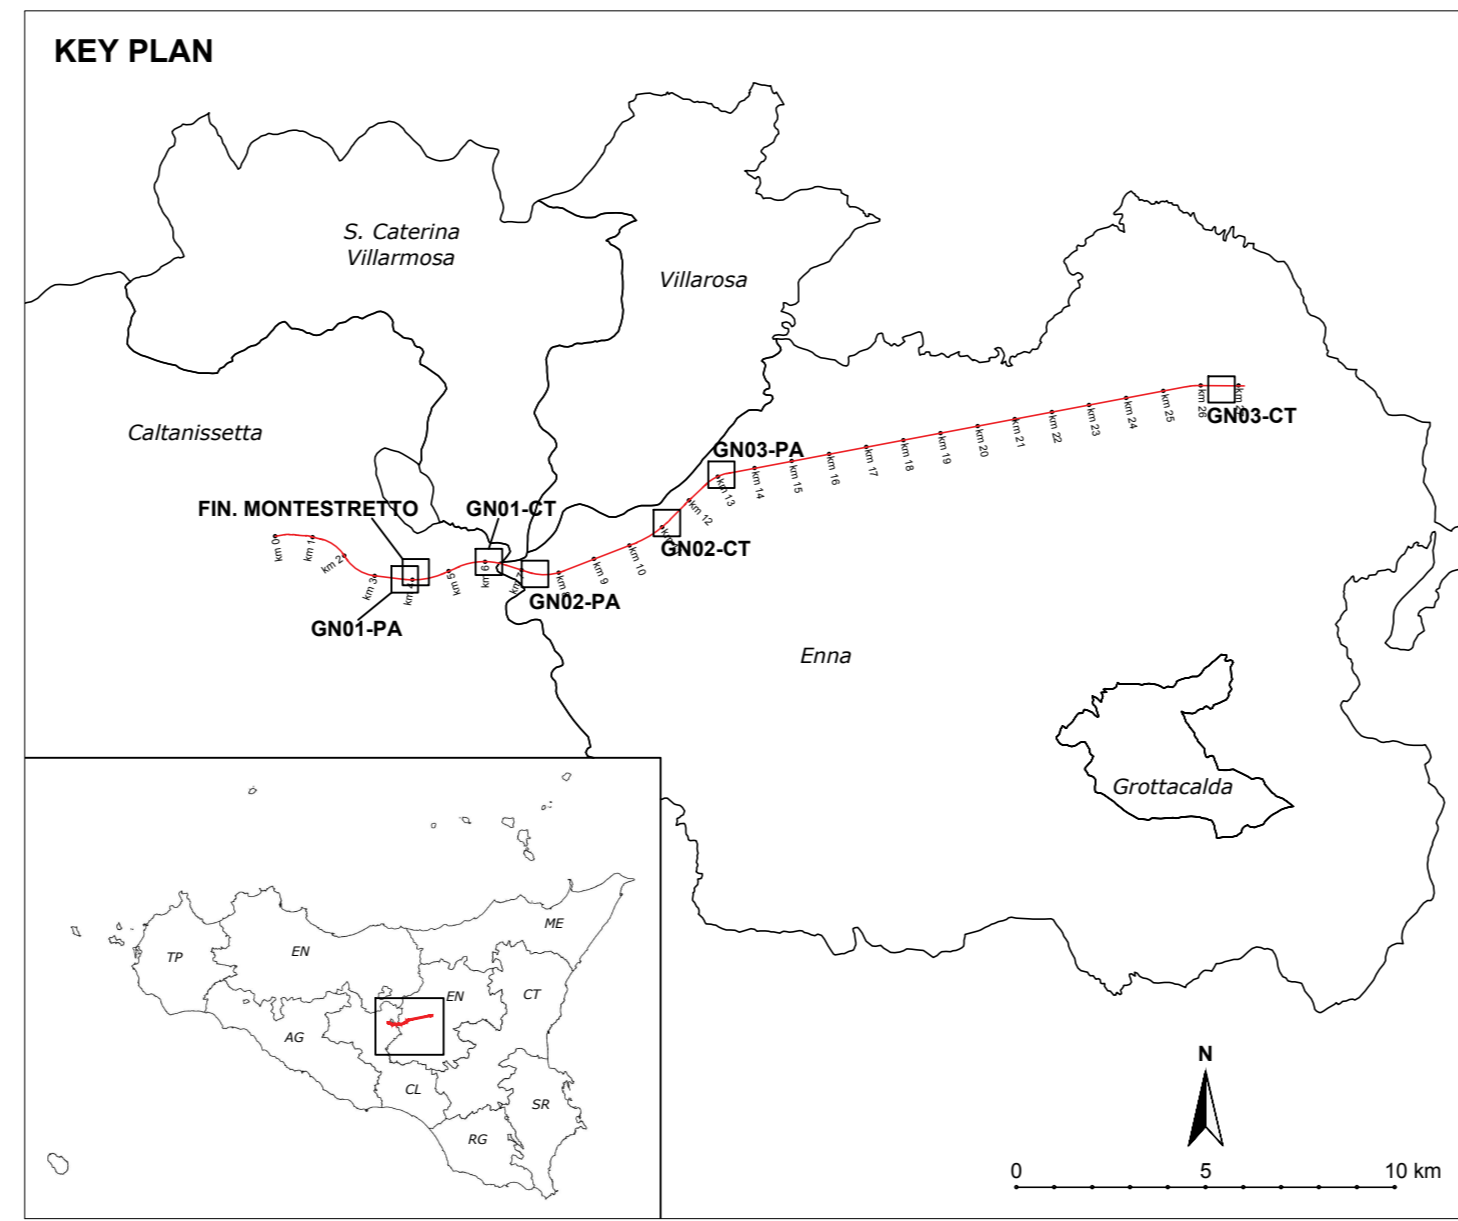 KEY PLAN
S. Caterina
Villarmosa
Villarosa
Caltanissetta
GN03-CT
GN03-PA
FIN. MONTESTRETTO
GN01-CT
GN02-CT
GN02-PA
GN01-PA
km 0
km 1
km 2
km 3
km 4
km 5
km 6
km 7
km 9
km 10
km 12
km 13
km 14
km 15
km 16
km 17
km 18
km 19
km 20
km 21
km 22
km 23
km 24
km 25
km 26
Enna
Grottacalda
ME
TP
EN
EN
CT
AG
CL
SR
RG
N
0 5 10 km